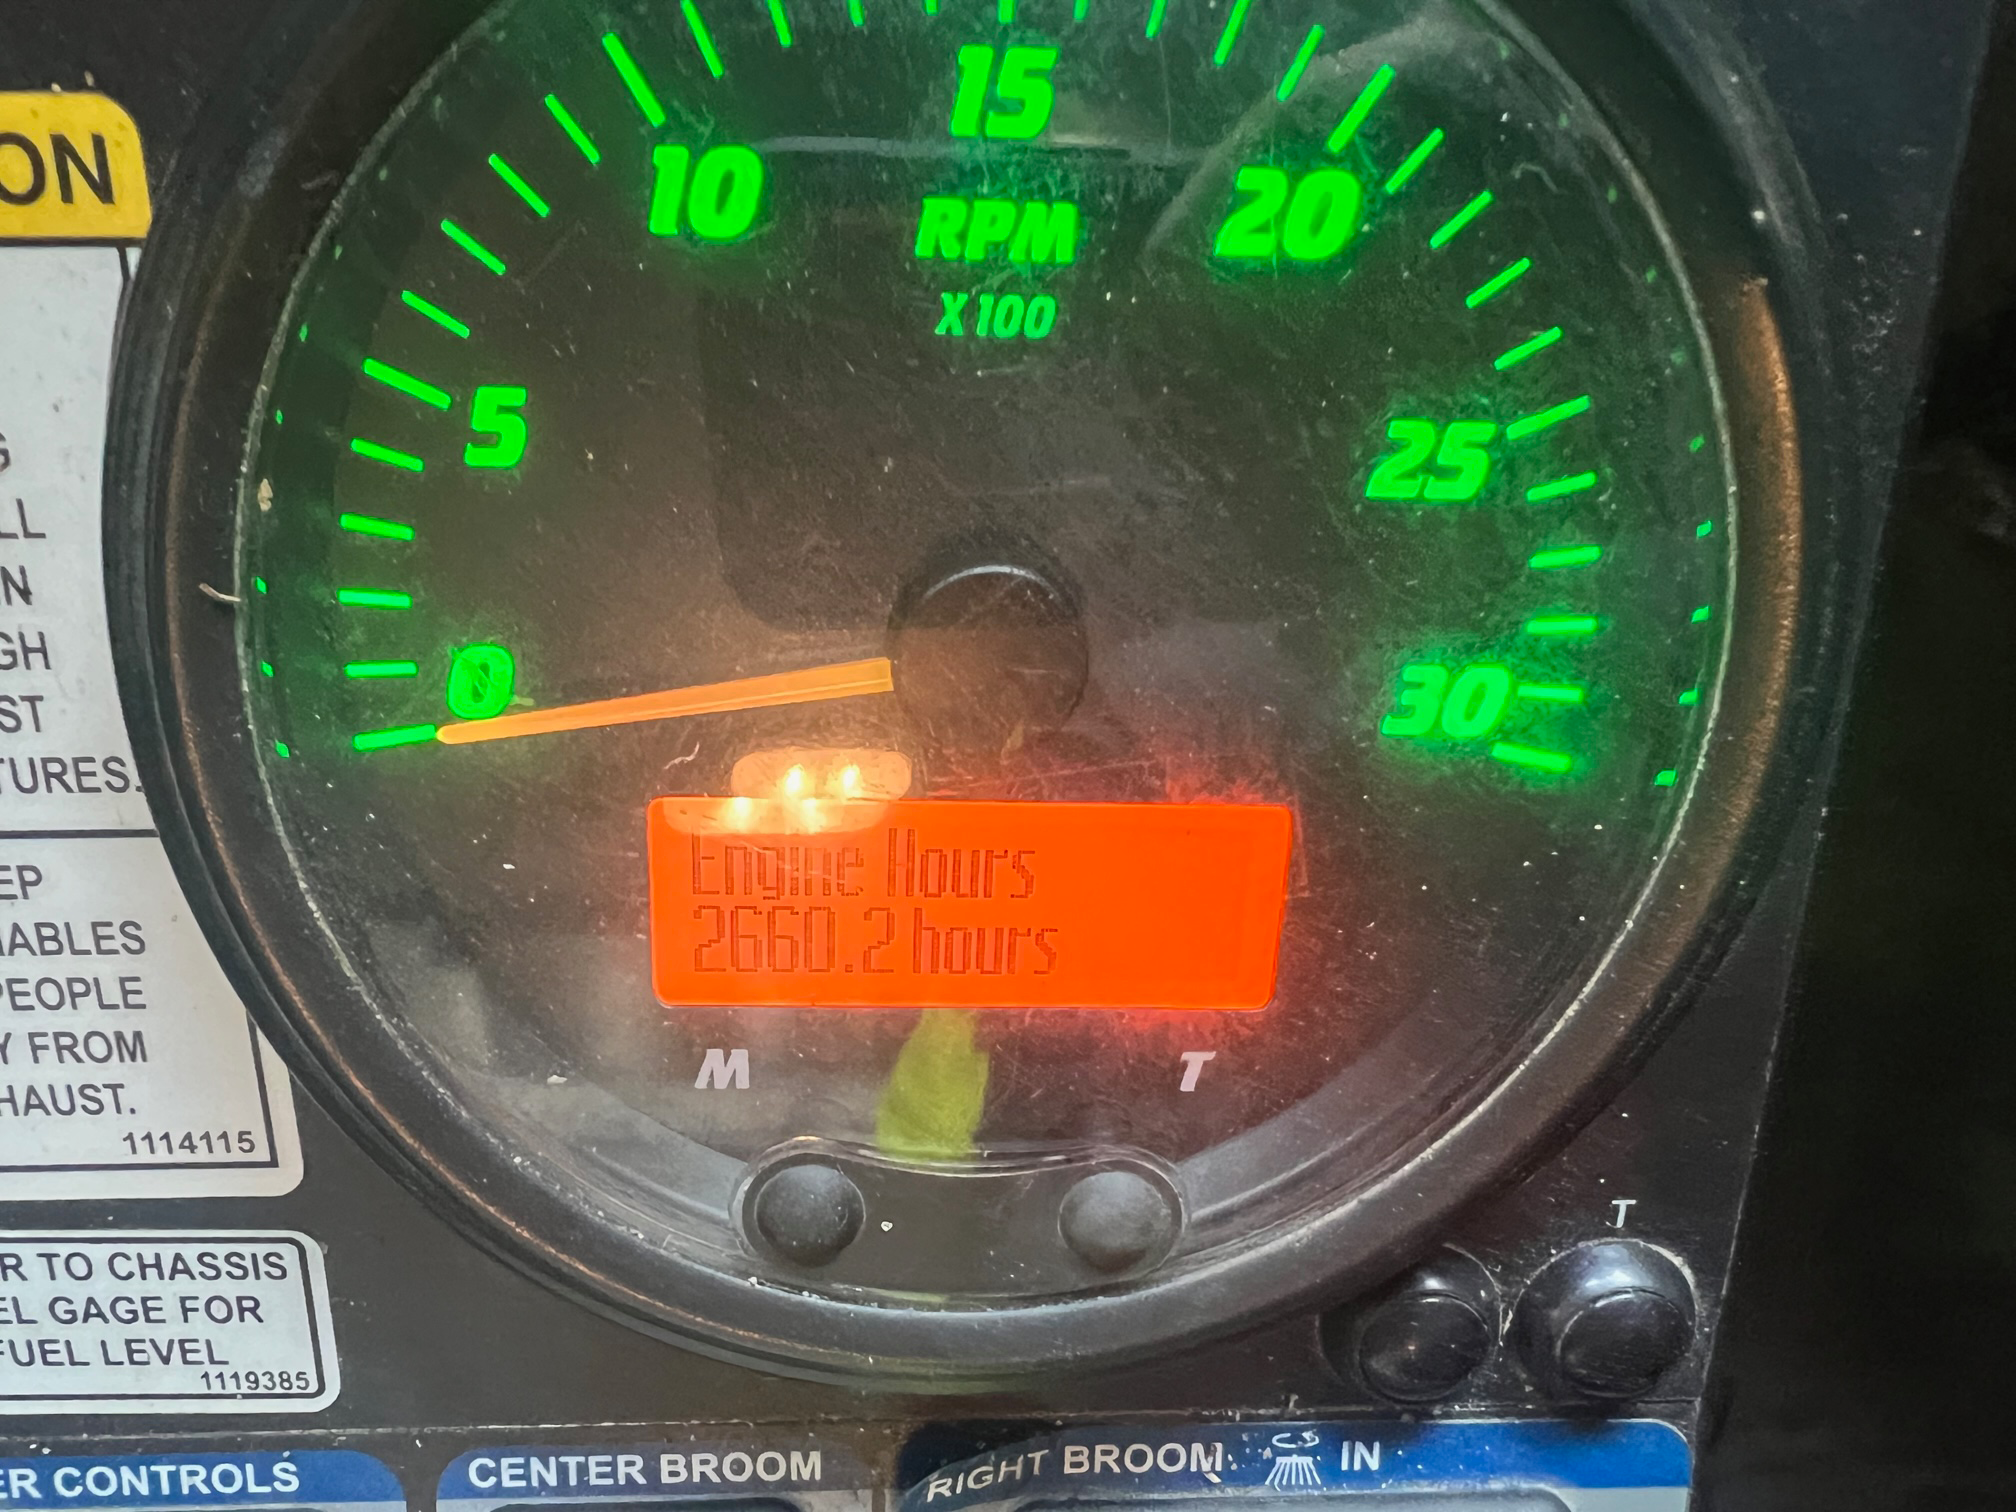 ON
15
10
20
RPM
X100
5
25
0
30
G
LL
IN
GH
ST
TURES.
Engine Hours
2660.2 hours
EP
IABLES
PEOPLE
Y FROM
HAUST.
1114115
M
T
T
R TO CHASSIS
EL GAGE FOR
FUEL LEVEL
1119385
ER CONTROLS
CENTER BROOM
RIGHT BROOM: IN